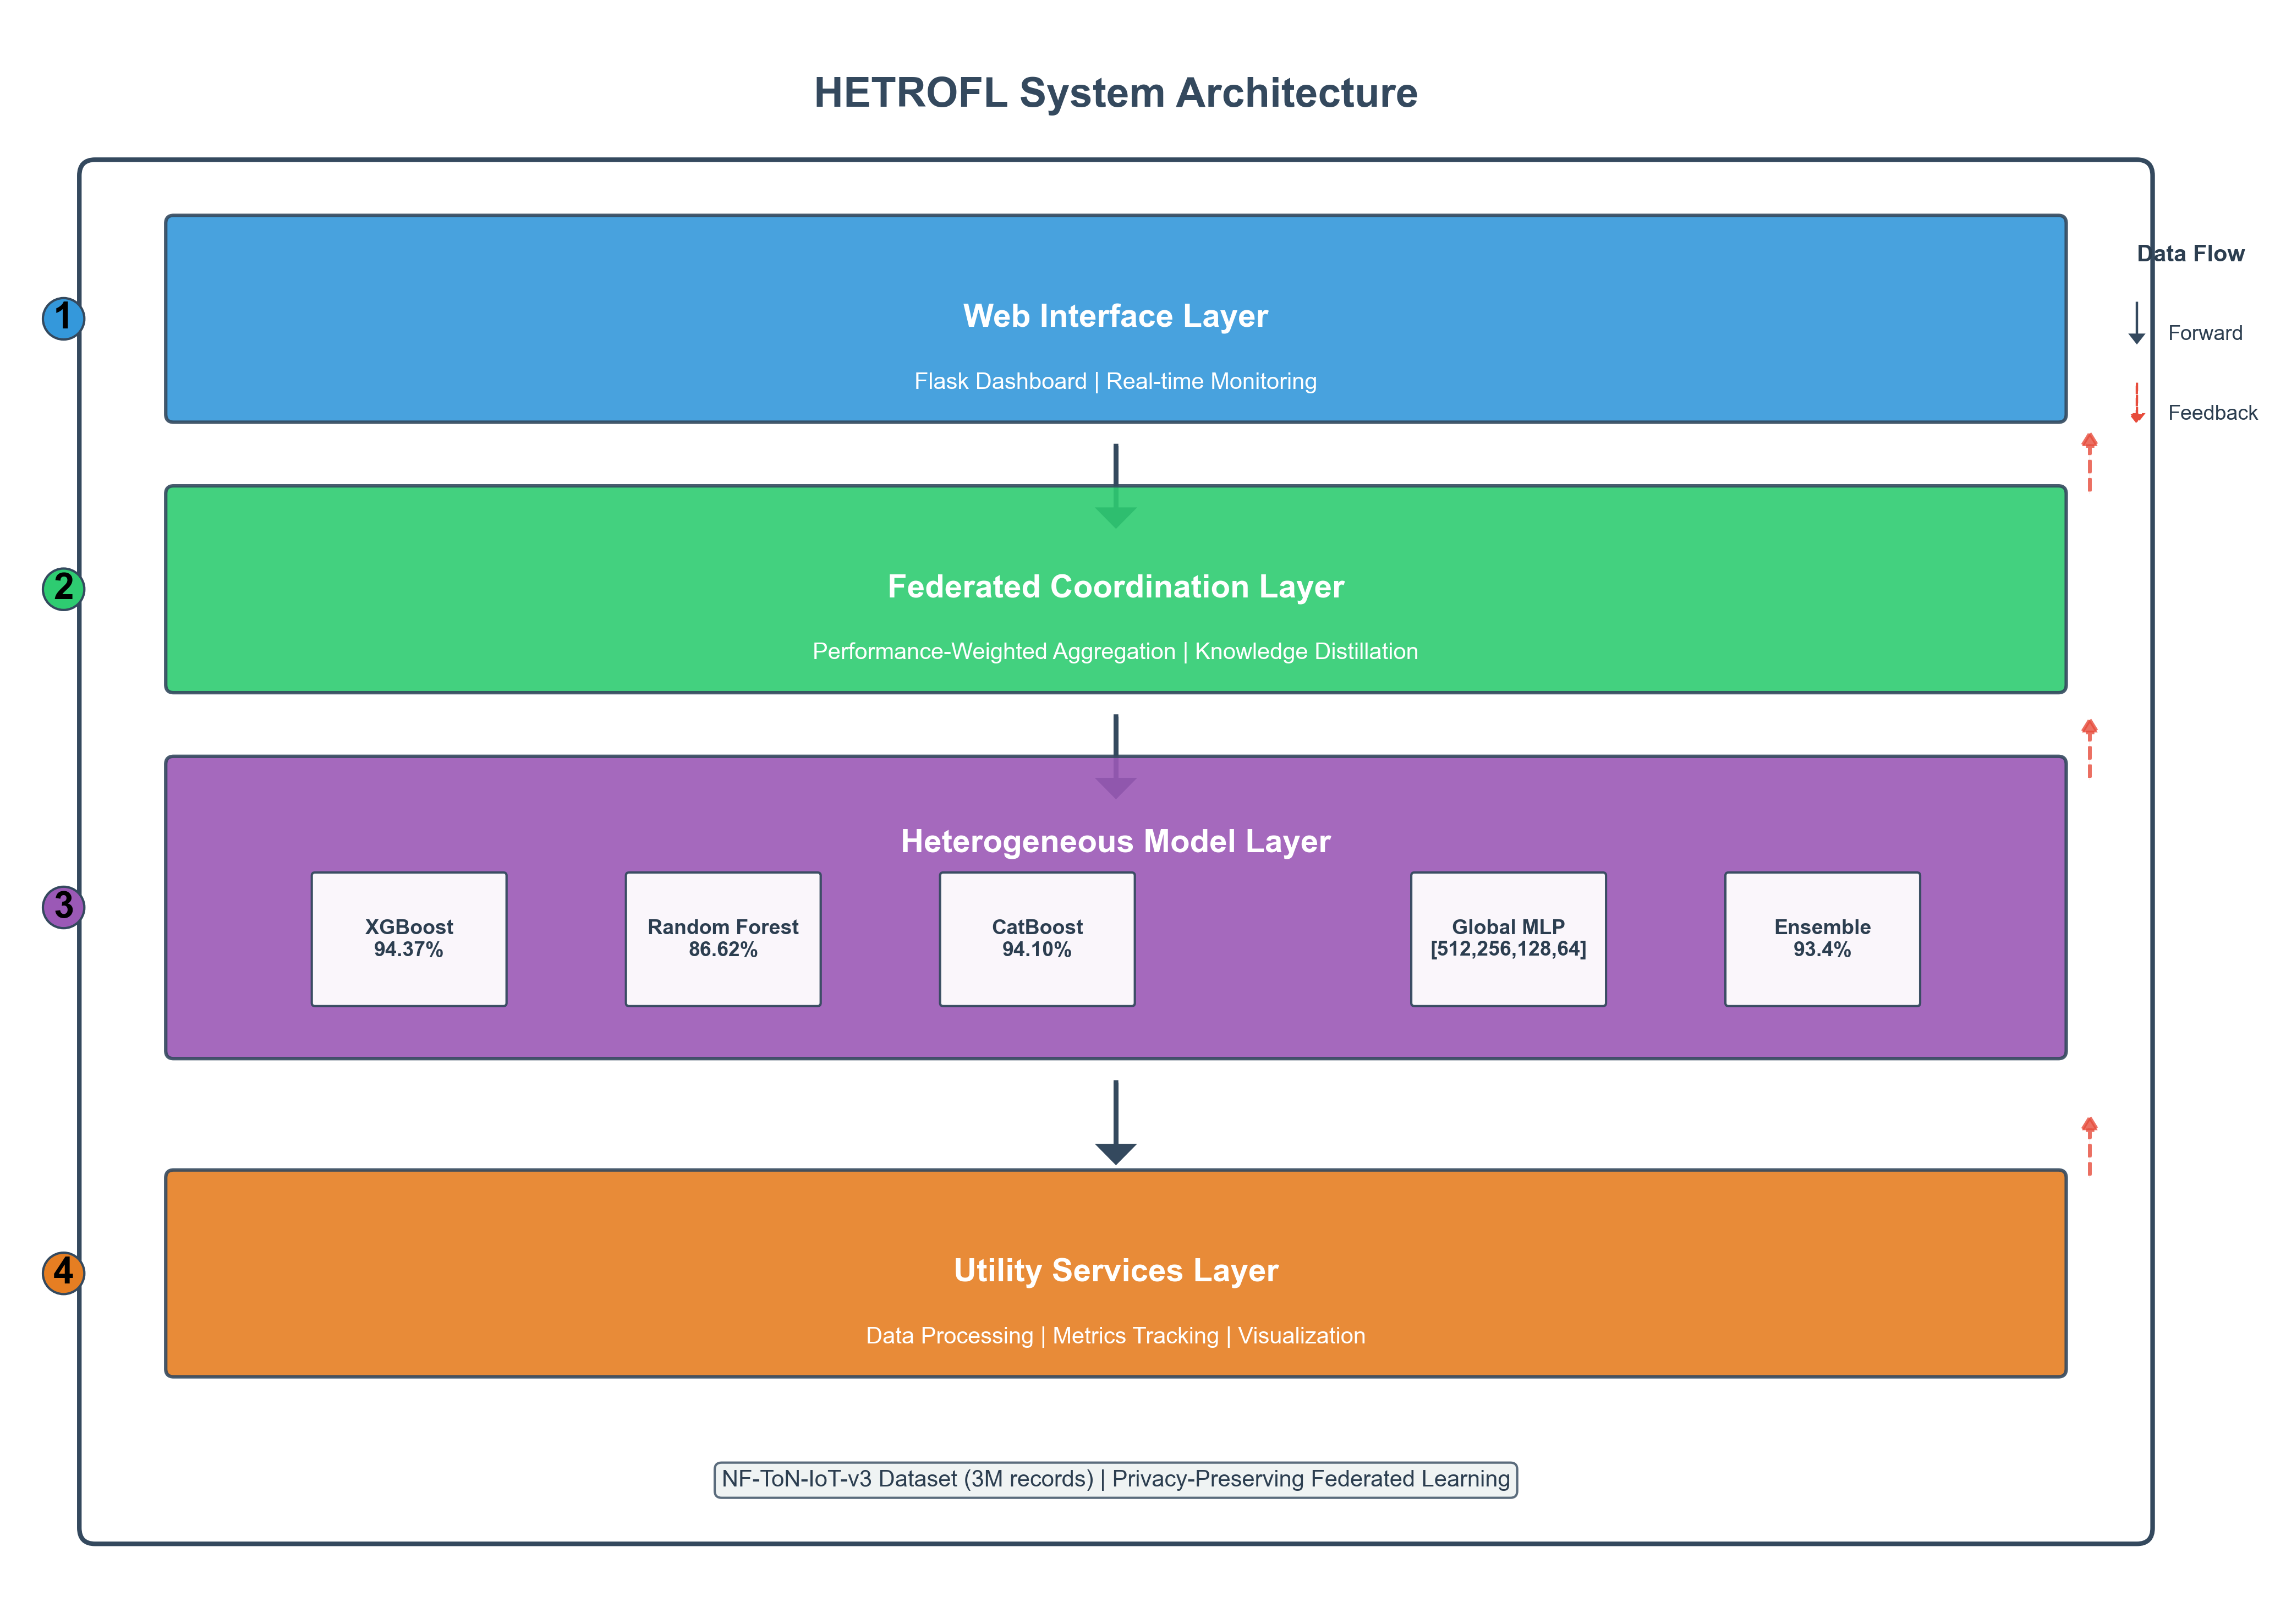 HETROFL System Architecture
1
Web Interface Layer
Flask Dashboard | Real-time Monitoring
Data Flow
Forward
Feedback
2
Federated Coordination Layer
Performance-Weighted Aggregation | Knowledge Distillation
3
Heterogeneous Model Layer
XGBoost
94.37%
Random Forest
86.62%
CatBoost
94.10%
Global MLP
[512,256,128,64]
Ensemble
93.4%
4
Utility Services Layer
Data Processing | Metrics Tracking | Visualization
NF-ToN-IoT-v3 Dataset (3M records) | Privacy-Preserving Federated Learning